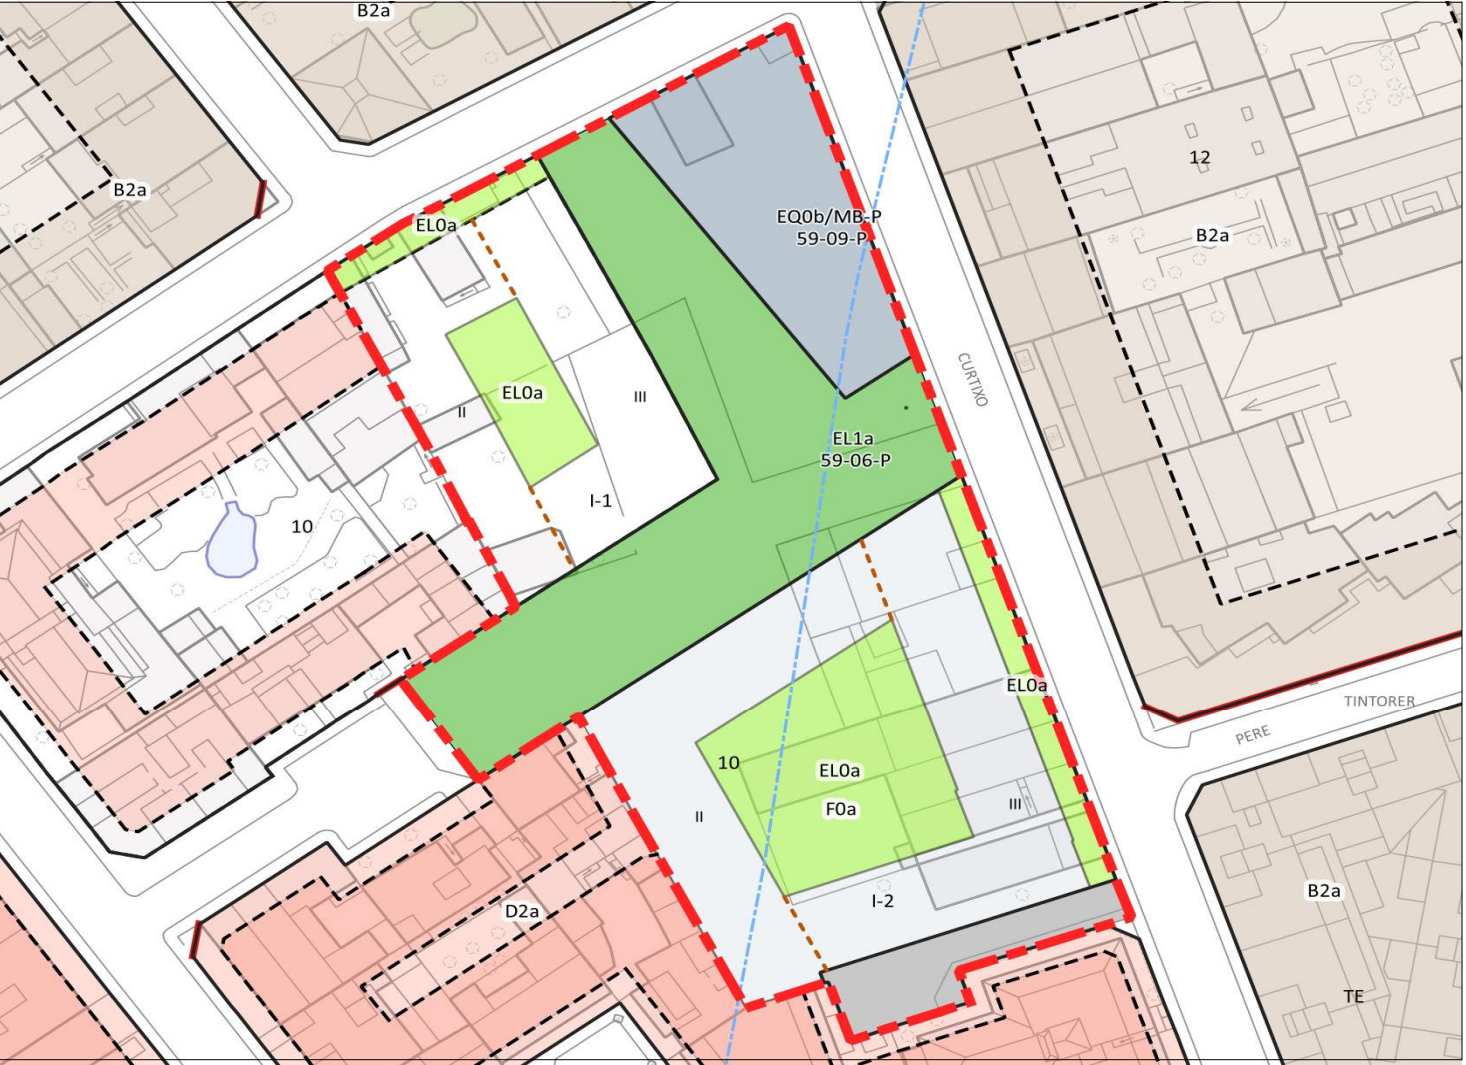 B2a
B2a
12
EL0a
EQ0b/MB-P
59-09-P
B2a
CURTIXO
EL0a
III
II
EL1a
59-06-P
I-1
10
EL0a
TINTORER
PERE
10
EL0a
F0a
III
II
B2a
I-2
D2a
TE